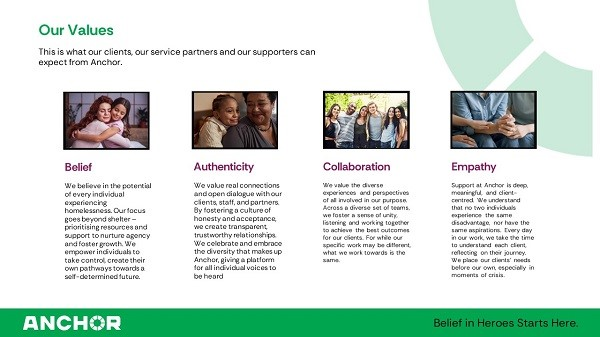 Our Values
This is what our clients, our service partners and our supporters can
expect from Anchor.
Belief
We believe in the potential
of every individual
experiencing
homelessness. Our focus
goes beyond shelter –
prioritising resources and
support to nurture agency
and foster growth. We
empower individuals to
take control, create their
own pathways towards a
self-determined future.
Authenticity
We value real connections
and open dialogue with our
clients, staff, and partners.
By fostering a culture of
honesty and acceptance,
we create transparent,
trustworthy relationships.
We celebrate and embrace
the diversity that makes up
Anchor, giving a platform
for all individual voices to
be heard
Collaboration
We value the diverse
experiences and perspectives
of all involved in our purpose.
Across a diverse set of teams,
we foster a sense of unity,
listening and working together
to achieve the best outcomes
for our clients. For while our
specific work may be different,
what we work towards is the
same.
Empathy
Support at Anchor is deep,
meaningful, and client-
centred. We understand
that no two individuals
experience the same
disadvantage, nor have the
same aspirations. Every day
in our work, we take the time
to understand each client,
reflecting on their journey.
We place our clients' needs
before our own, especially in
moments of crisis.
ANCHOR
Belief in Heroes Starts Here.